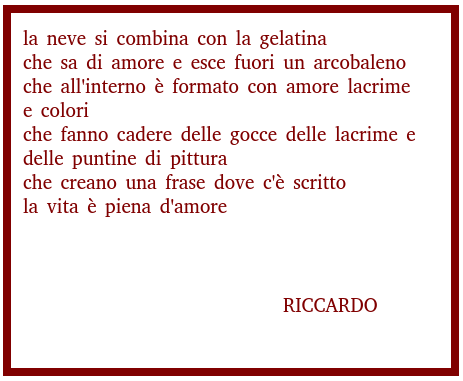 la neve si combina con la gelatina
che sa di amore e esce fuori un arcobaleno
che all'interno è formato con amore lacrime
e colori
che fanno cadere delle gocce delle lacrime e
delle puntine di pittura
che creano una frase dove c'è scritto
la vita è piena d'amore
RICCARDO